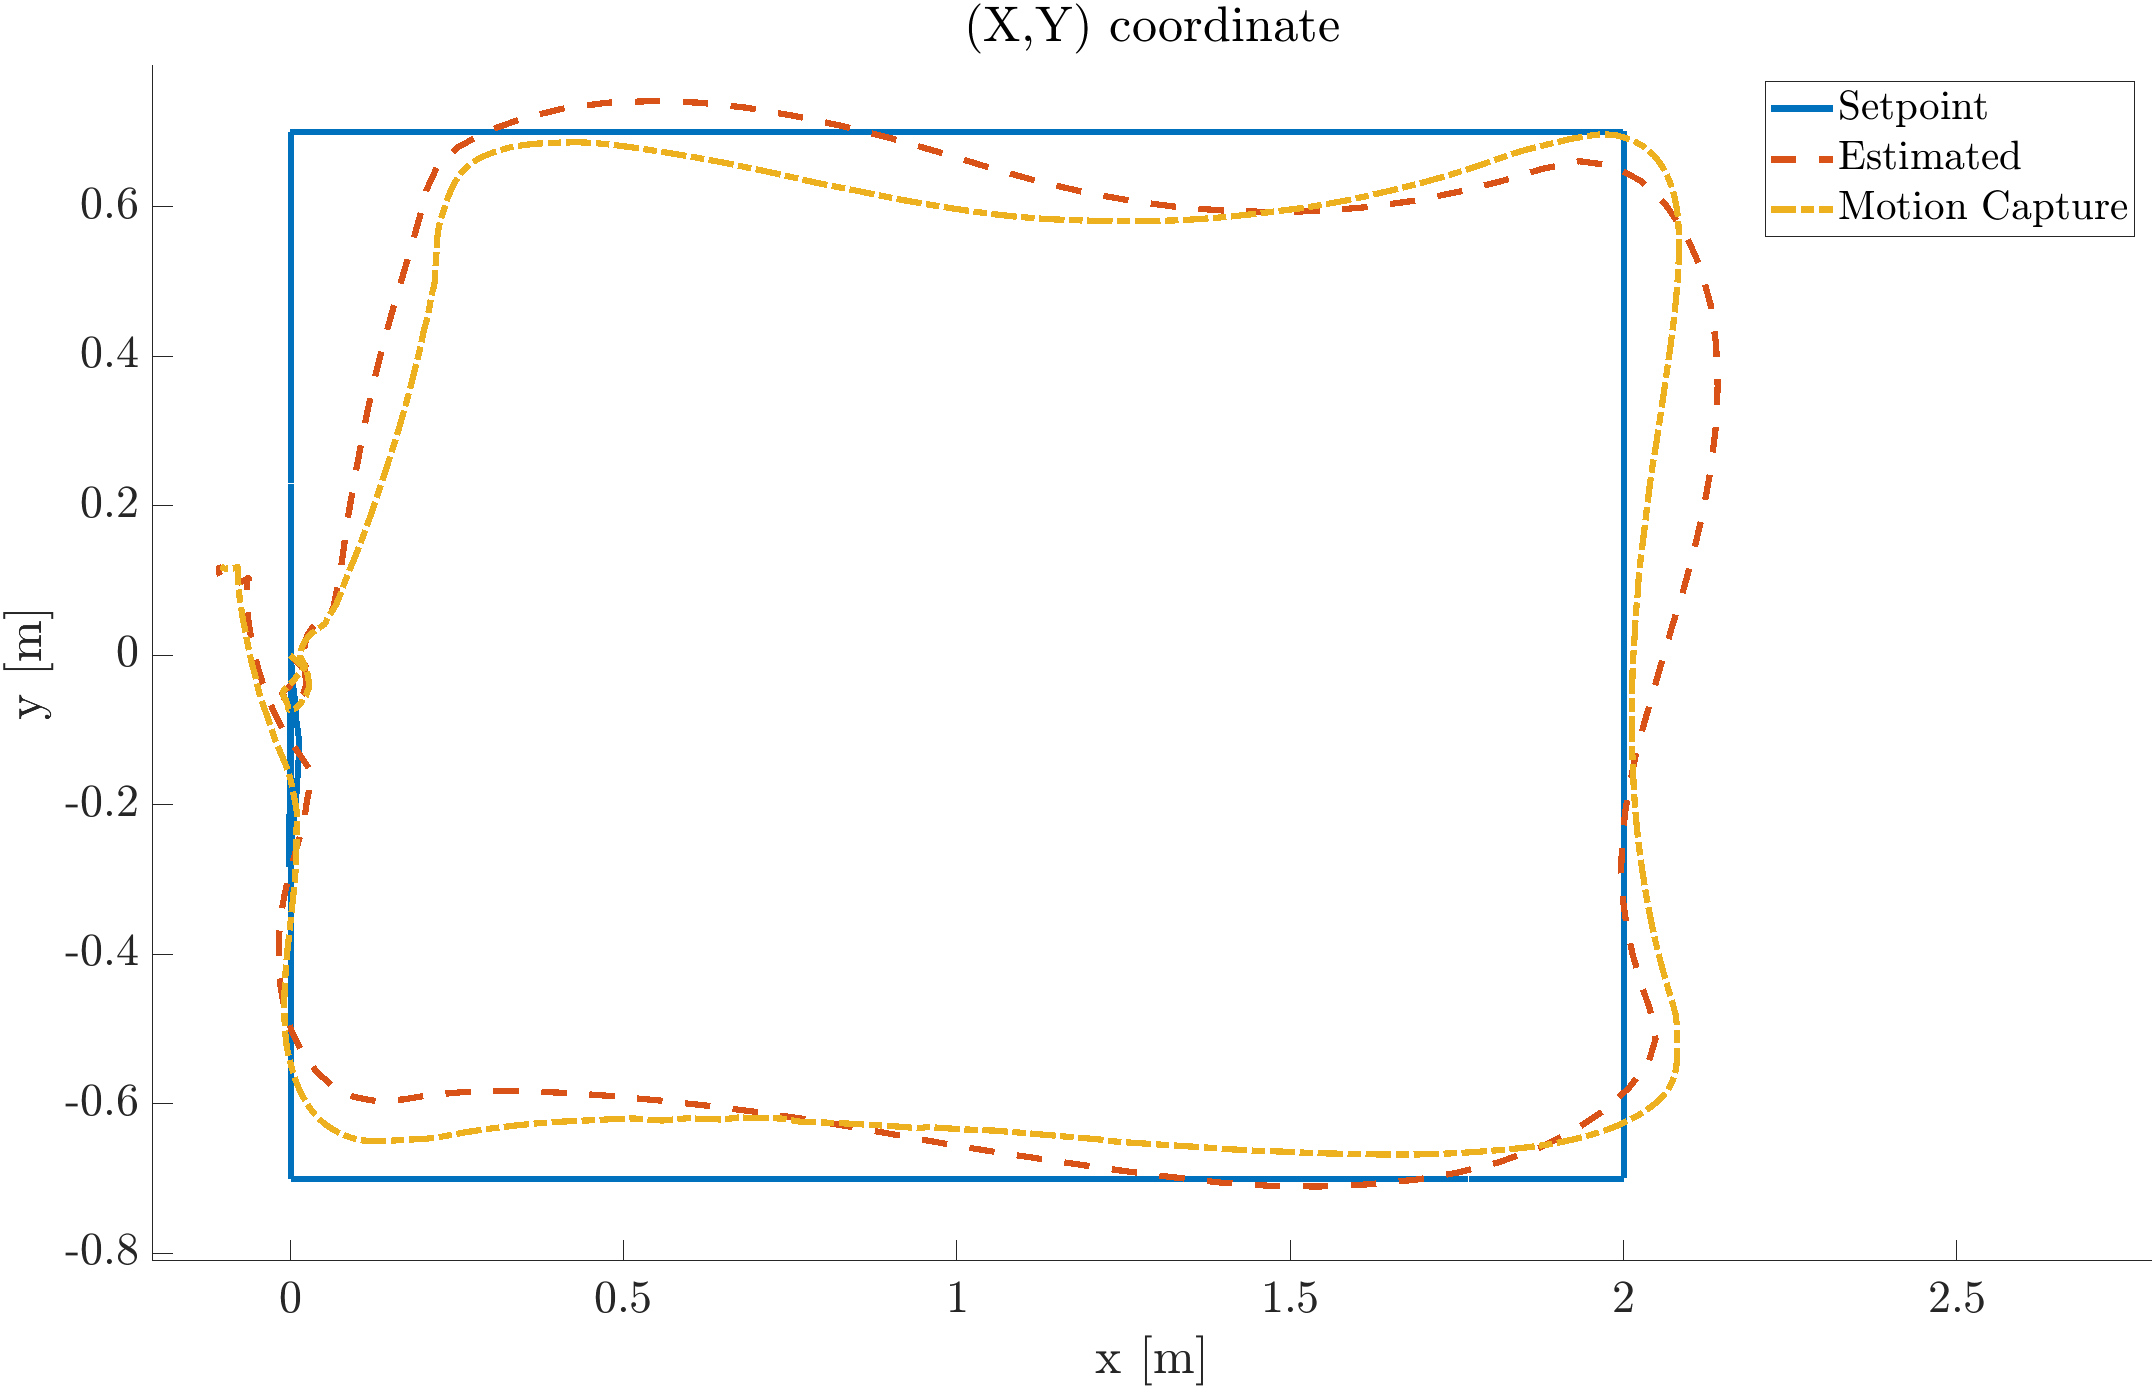 (X,Y) coordinate
Setpoint
Estimated
Motion Capture
0.6
0.4
0.2
0
-0.2
-0.4
-0.6
-0.8
y [m]
0
0.5
1
1.5
2
2.5
x [m]